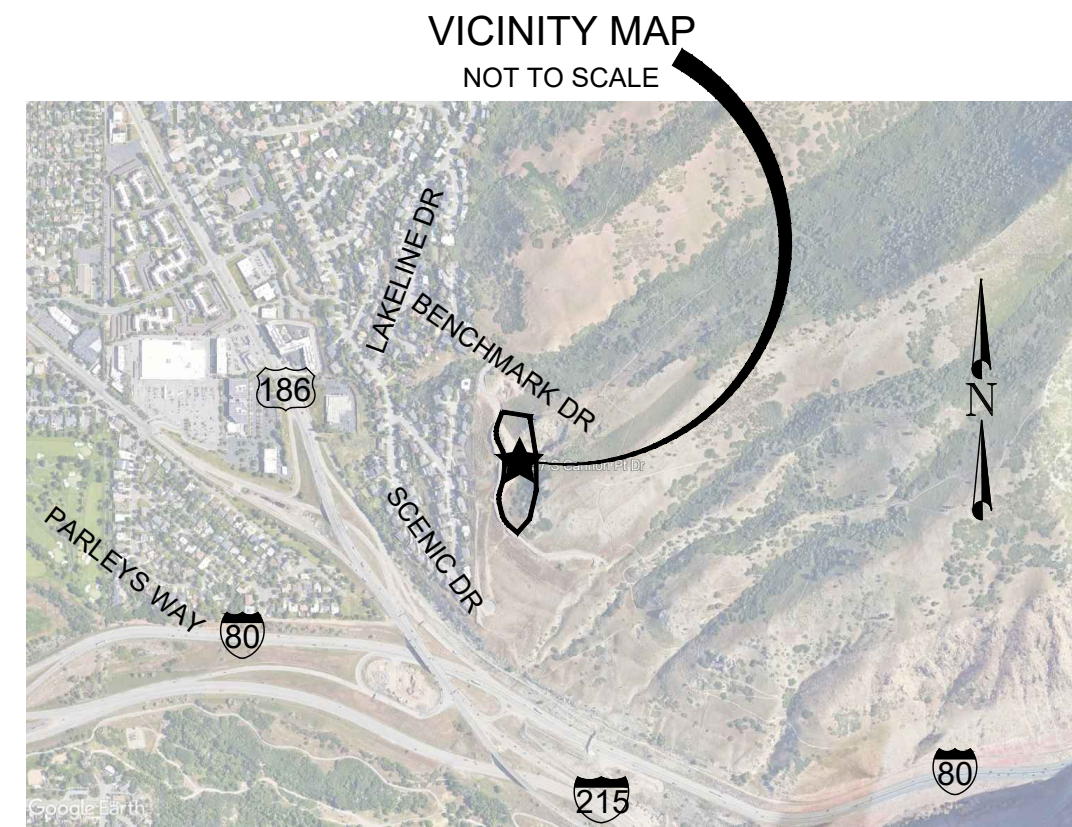 VICINITY MAP
NOT TO SCALE
LAKELINE DR
BENCHMARK DR
186
N
SCENIC DR
PARLEYS WAY
80
80
215
Google Earth